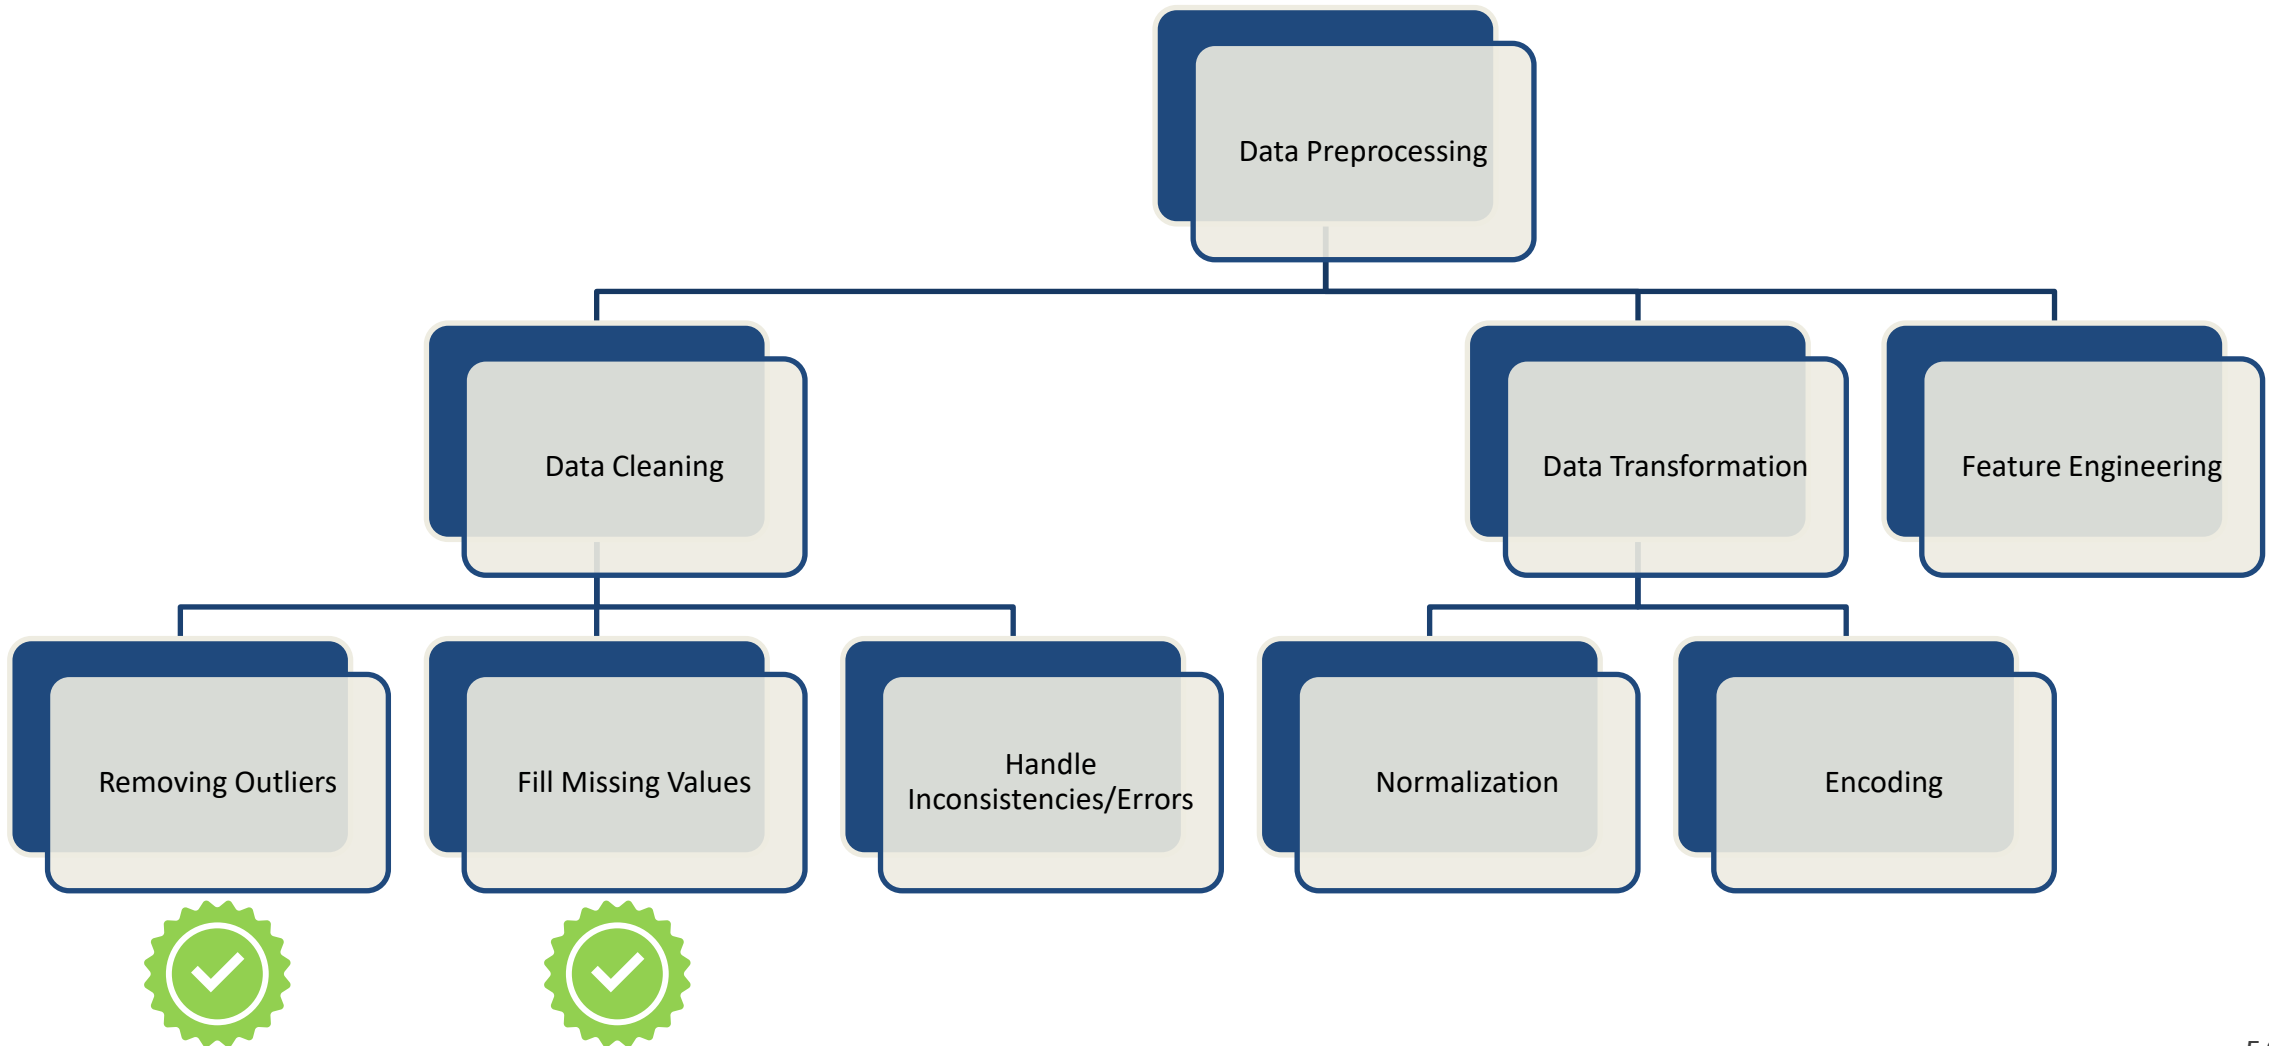 Data Preprocessing
Data Cleaning
Data Transformation
Feature Engineering
Removing Outliers
Fill Missing Values
Handle
Inconsistencies/Errors
Normalization
Encoding